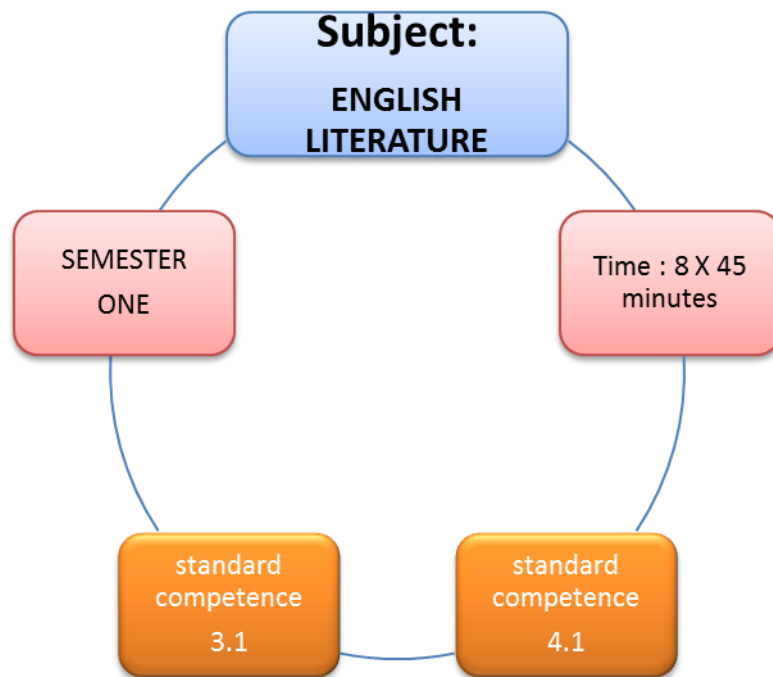 Subject:
ENGLISH
LITERATURE
SEMESTER
ONE
Time : 8 X 45
minutes
standard
competence
3.1
standard
competence
4.1